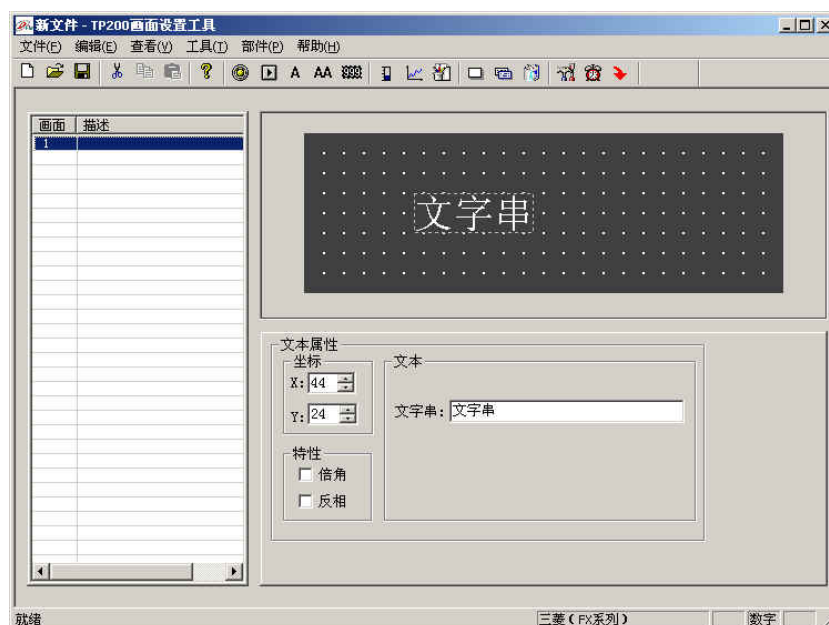 新文件 - TP200画面设置工具
文件(F) 编辑(E) 查看(V) 工具(T) 部件(P) 帮助(H)
A AA
画面 描述
1
文字串
文本属性
坐标
文本
X: 44
Y: 24
文字串: 文字串
特性
倍角
反相
就绪 三菱(FX系列) 数字